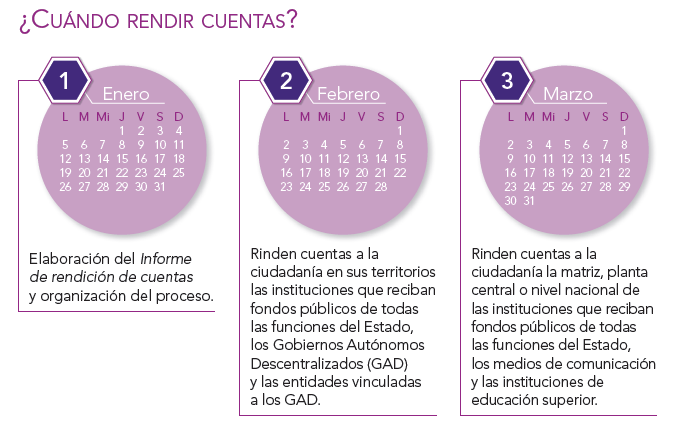 ¿CUÁNDO RENDIR CUENTAS?
1
Enero
L M Mi J V S D
1 2 3 4
5 6 7 8 9 10 11
12 13 14 15 16 17 18
19 20 21 22 23 24 25
26 27 28 29 30 31
Elaboración del Informe
de rendición de cuentas
y organización del proceso.
2
Febrero
L M Mi J V S D
1
2 3 4 5 6 7 8
9 10 11 12 13 14 15
16 17 18 19 20 21 22
23 24 25 26 27 28
Rinden cuentas a la
ciudadanía en sus territorios
las instituciones que reciban
fondos públicos de todas
las funciones del Estado,
los Gobiernos Autónomos
Descentralizados (GAD)
y las entidades vinculadas
a los GAD.
3
Marzo
L M Mi J V S D
1
2 3 4 5 6 7 8
9 10 11 12 13 14 15
16 17 18 19 20 21 22
23 24 25 26 27 28 29
30 31
Rinden cuentas a la
ciudadanía la matriz, planta
central o nivel nacional de
las instituciones que reciban
fondos públicos de todas
las funciones del Estado,
los medios de comunicación
y las instituciones de
educación superior.